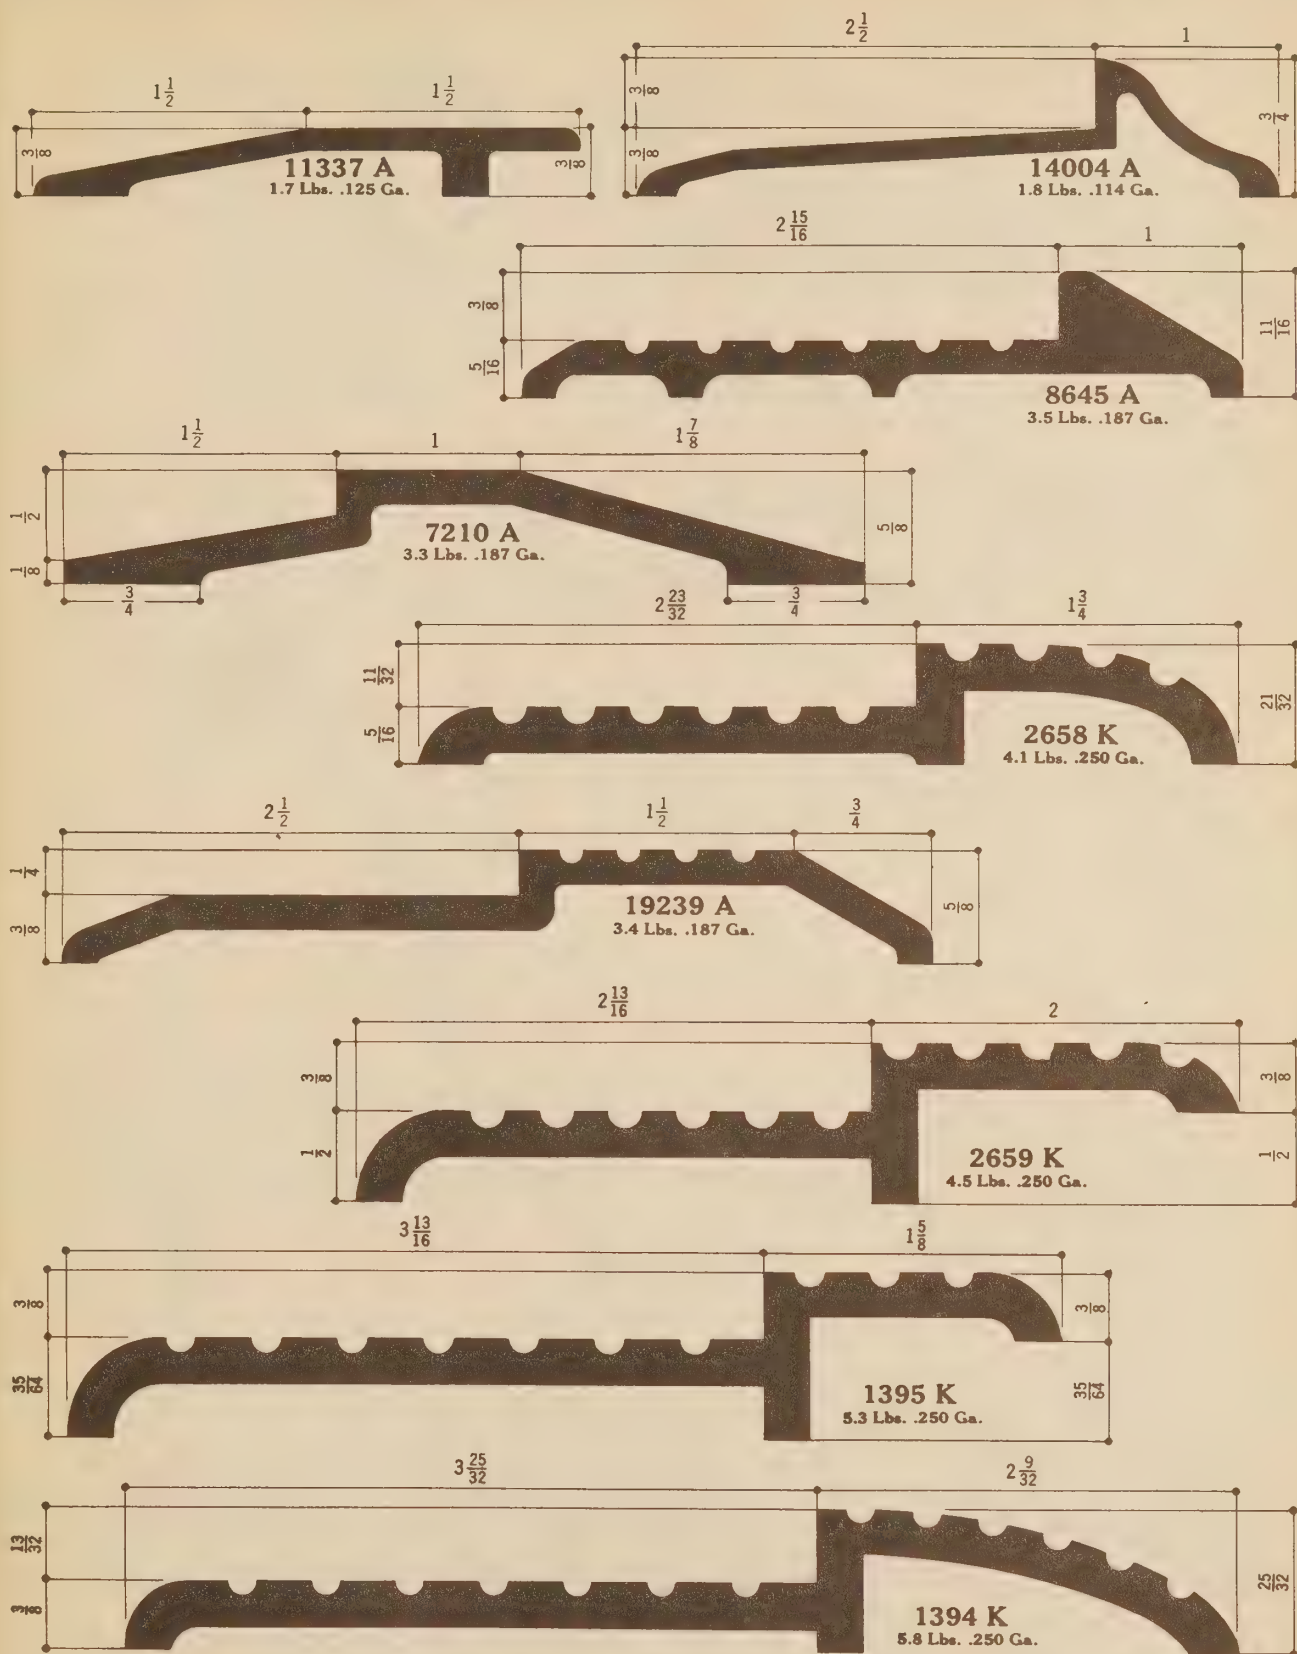 1 1/2 1 1/2
3/8 3/8
11337 A
1.7 Lbs. .125 Ga.
2 1/2 1
3/8 3/8 3/4
14004 A
1.8 Lbs. .114 Ga.
2 15/16 1
3/8 5/16 11/16
8645 A
3.5 Lbs. .187 Ga.
1 1/2 1 1 7/8
1/2 1/8 5/8
7210 A
3.3 Lbs. .187 Ga.
3/4 3/4
2 23/32 1 3/4
11/32 5/16 21/32
2658 K
4.1 Lbs. .250 Ga.
2 1/2 1 1/2 3/4
1/4 3/8 5/8
19239 A
3.4 Lbs. .187 Ga.
2 13/16 2
3/8 1/2 3/8 1/2
2659 K
4.5 Lbs. .250 Ga.
3 13/16 1 5/8
3/8 35/64 3/8 35/64
1395 K
5.3 Lbs. .250 Ga.
3 25/32 2 9/32
13/32 3/8 25/32
1394 K
5.8 Lbs. .250 Ga.